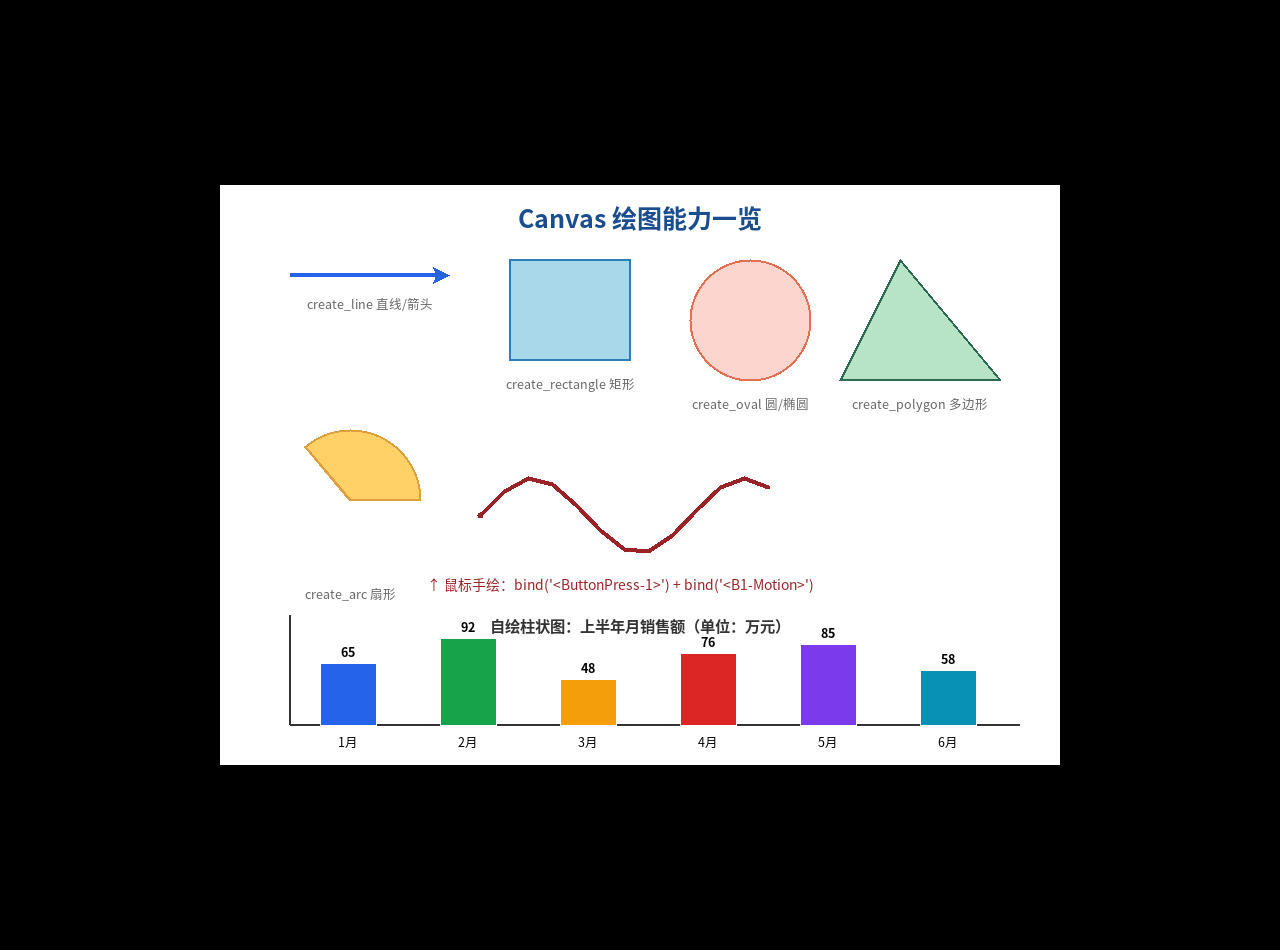 Canvas 绘图能力一览
create_line 直线/箭头
create_rectangle 矩形
create_oval 圆/椭圆
create_polygon 多边形
↑ 鼠标手绘：bind('<ButtonPress-1>') + bind('<B1-Motion>')
create_arc 扇形
自绘柱状图：上半年月销售额（单位：万元）
65
92
48
76
85
58
1月
2月
3月
4月
5月
6月